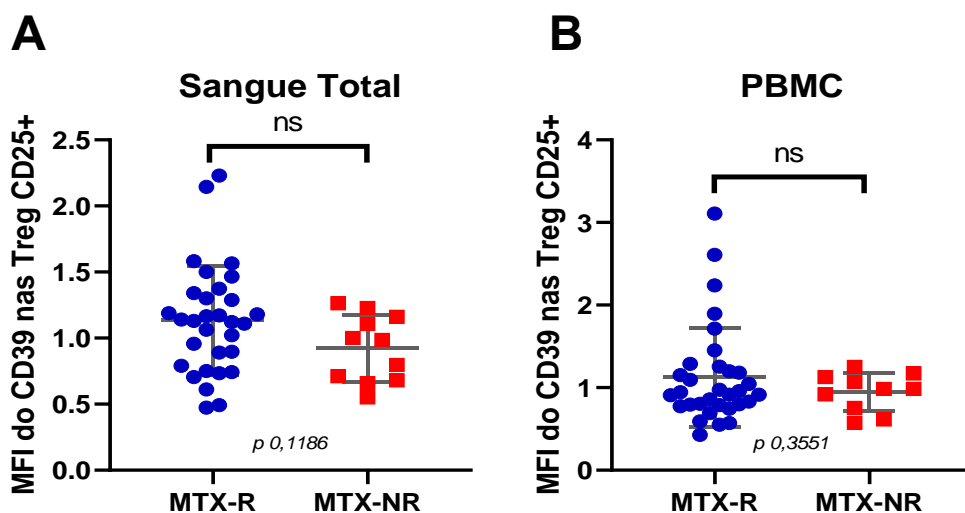 A
Sangue Total
ns
MFI do CD39 nas Treg CD25+
2.5
2.0
1.5
1.0
0.5
0.0
p 0,1186
MTX-R
MTX-NR
B
PBMC
ns
MFI do CD39 nas Treg CD25+
4
3
2
1
0
p 0,3551
MTX-R
MTX-NR